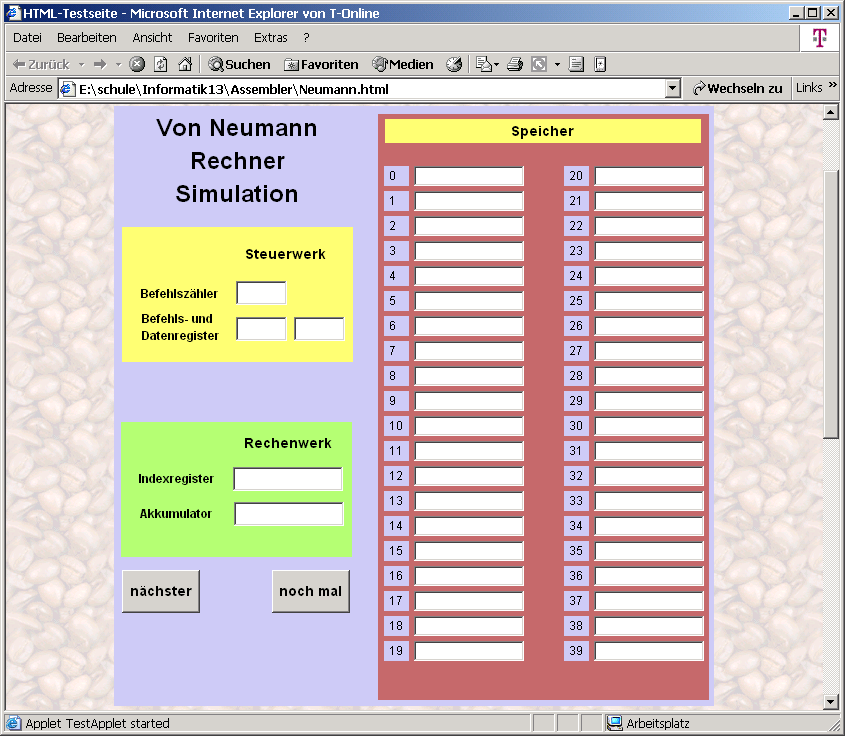 HTML-Testseite - Microsoft Internet Explorer von T-Online
Datei Bearbeiten Ansicht Favoriten Extras ?
T
Zurück Suchen Favoriten Medien
Adresse E:\schule\Informatik13\Assembler\Neumann.html Wechseln zu Links »
Von Neumann
Rechner
Simulation
Steuerwerk
Befehlszähler
Befehls- und
Datenregister
Rechenwerk
Indexregister
Akkumulator
nächster noch mal
Speicher
0 20
1 21
2 22
3 23
4 24
5 25
6 26
7 27
8 28
9 29
10 30
11 31
12 32
13 33
14 34
15 35
16 36
17 37
18 38
19 39
Applet TestApplet started Arbeitsplatz